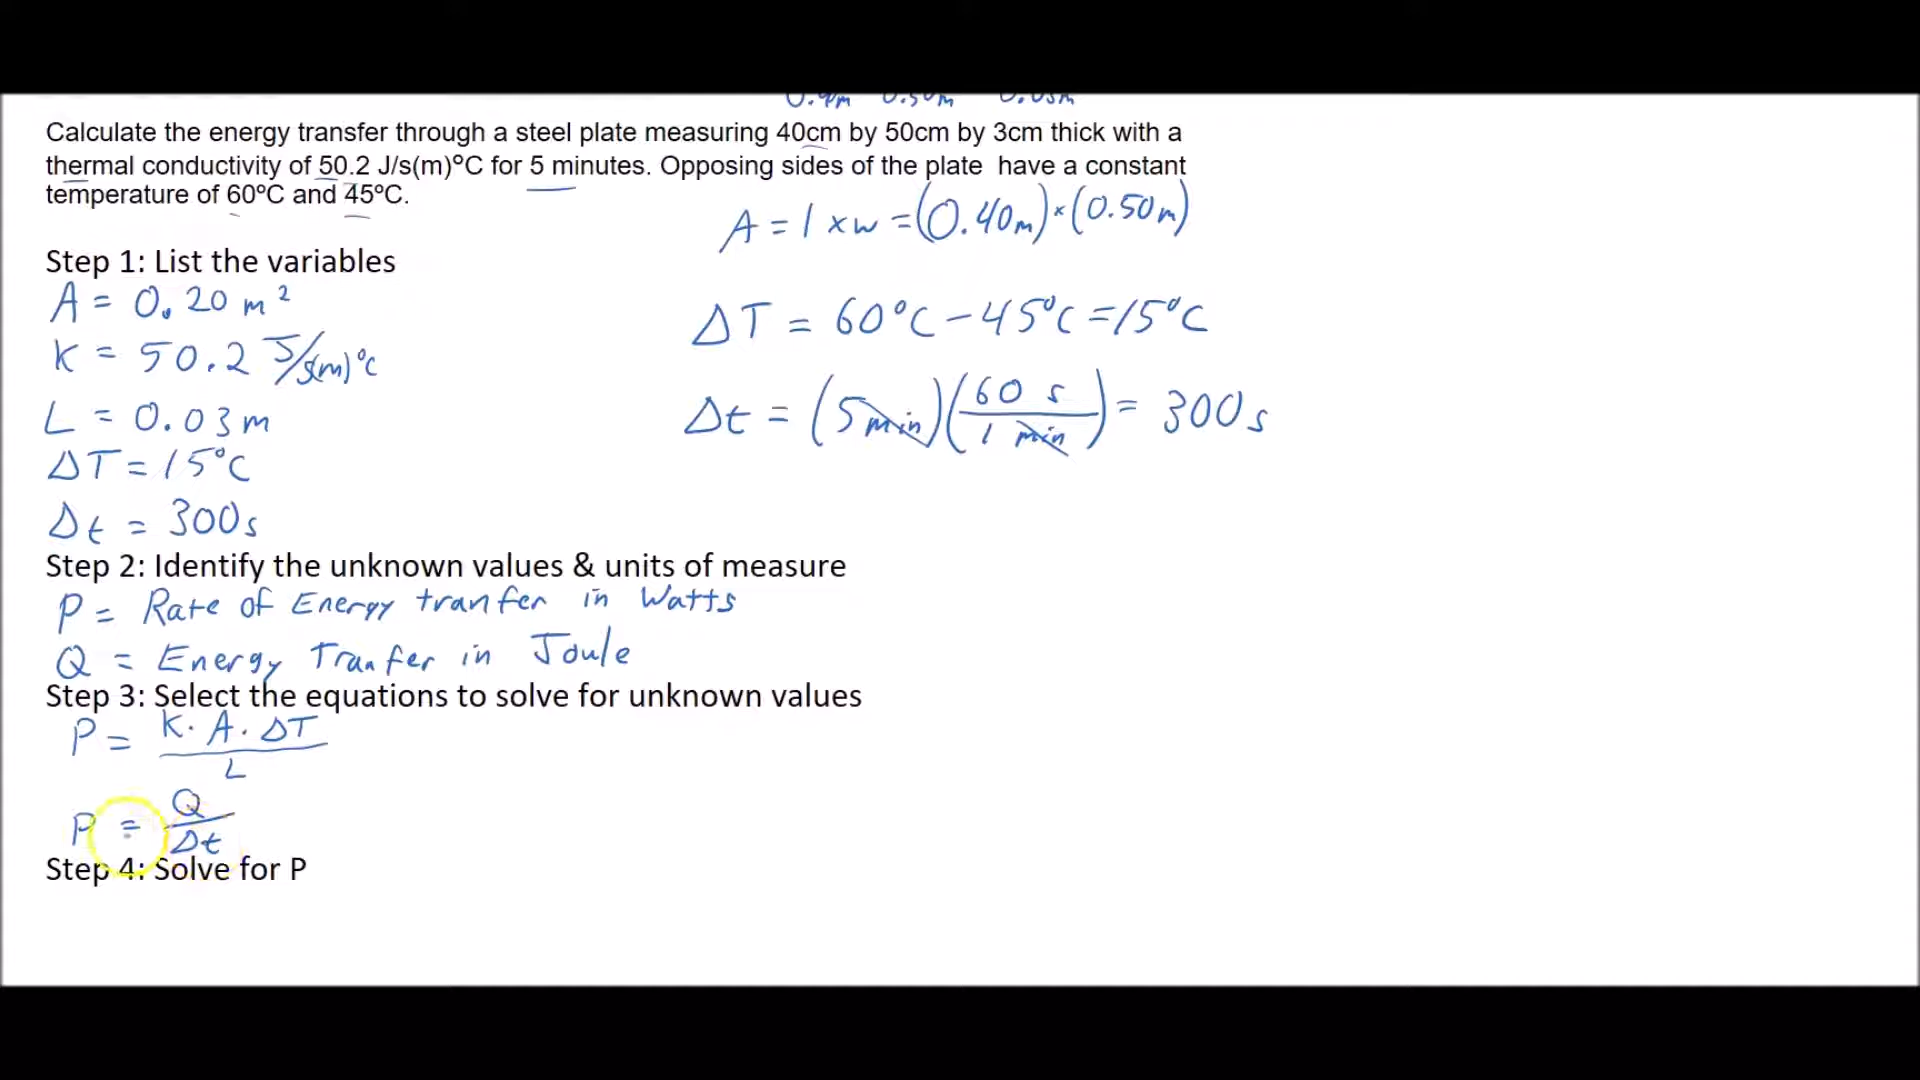 Calculate the energy transfer through a steel plate measuring 40cm by 50cm by 3cm thick with a
thermal conductivity of 50.2 J/s(m)°C for 5 minutes. Opposing sides of the plate have a constant
temperature of 60°C and 45°C.
A = l x w = (0.40m) x (0.50m)
Step 1: List the variables
A = 0.20 m²
ΔT = 60°C - 45°C = 15°C
K = 50.2 J/s(m)°C
Δt = (5min)(60 s / 1 min) = 300s
L = 0.03m
ΔT = 15°C
Δt = 300s
Step 2: Identify the unknown values & units of measure
P = Rate of Energy tranfer in Watts
Q = Energy Tranfer in Joule
Step 3: Select the equations to solve for unknown values
P = K · A · ΔT / L
P = Q / Δt
Step 4: Solve for P